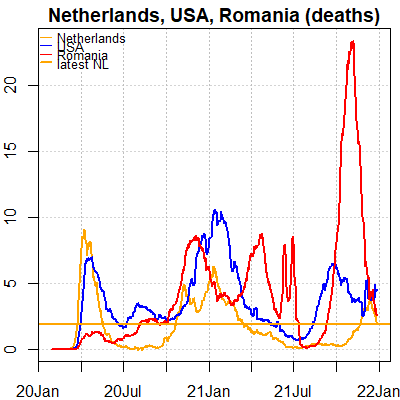 Netherlands, USA, Romania (deaths)
Netherlands
USA
Romania
latest NL
20
15
10
5
0
20Jan 20Jul 21Jan 21Jul 22Jan